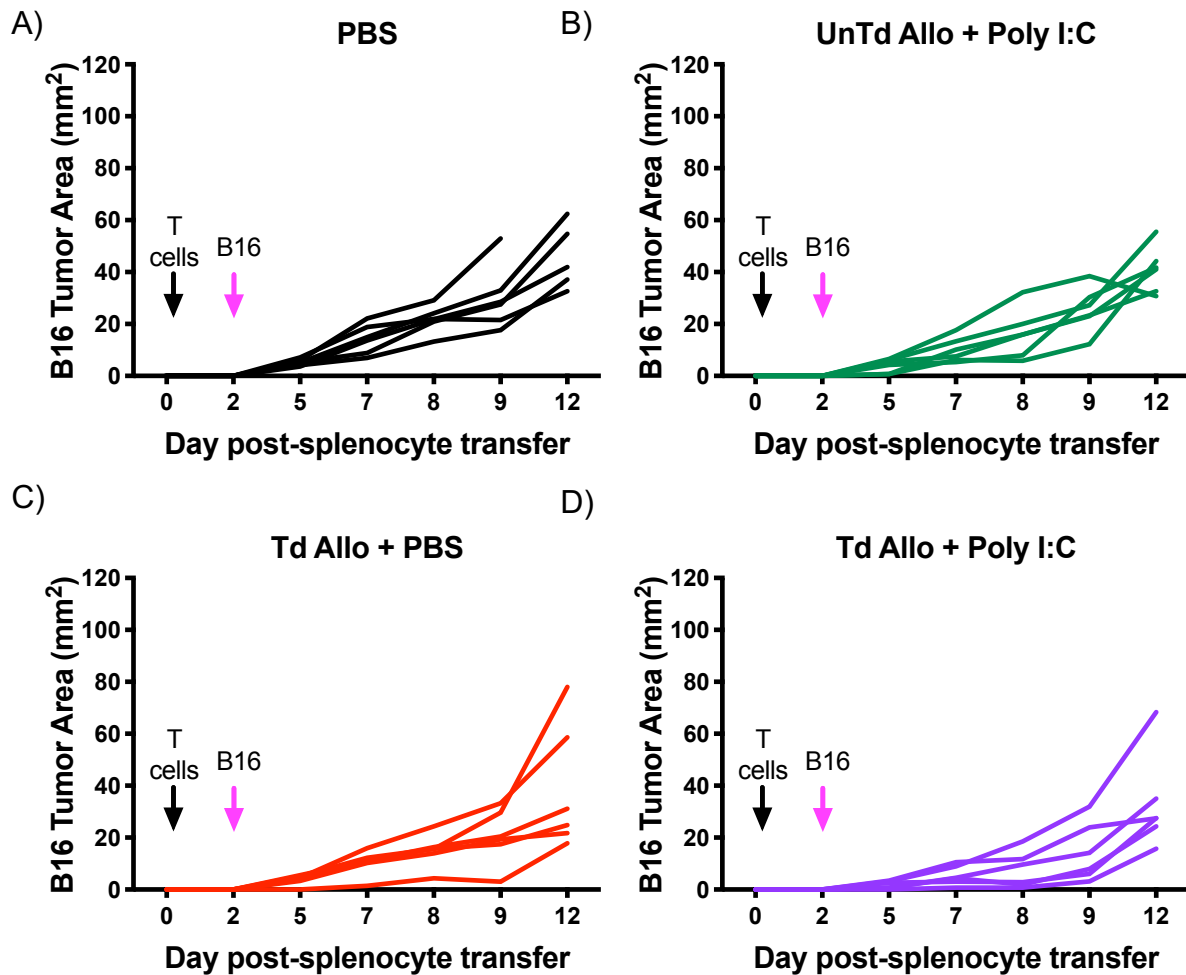 A)
PBS
B16 Tumor Area (mm²)
120
100
80
60
40
20
0
T
cells
B16
0 2 5 7 8 9 12
Day post-splenocyte transfer
B)
UnTd Allo + Poly I:C
B16 Tumor Area (mm²)
120
100
80
60
40
20
0
T
cells
B16
0 2 5 7 8 9 12
Day post-splenocyte transfer
C)
Td Allo + PBS
B16 Tumor Area (mm²)
120
100
80
60
40
20
0
T
cells
B16
0 2 5 7 8 9 12
Day post-splenocyte transfer
D)
Td Allo + Poly I:C
B16 Tumor Area (mm²)
120
100
80
60
40
20
0
T
cells
B16
0 2 5 7 8 9 12
Day post-splenocyte transfer